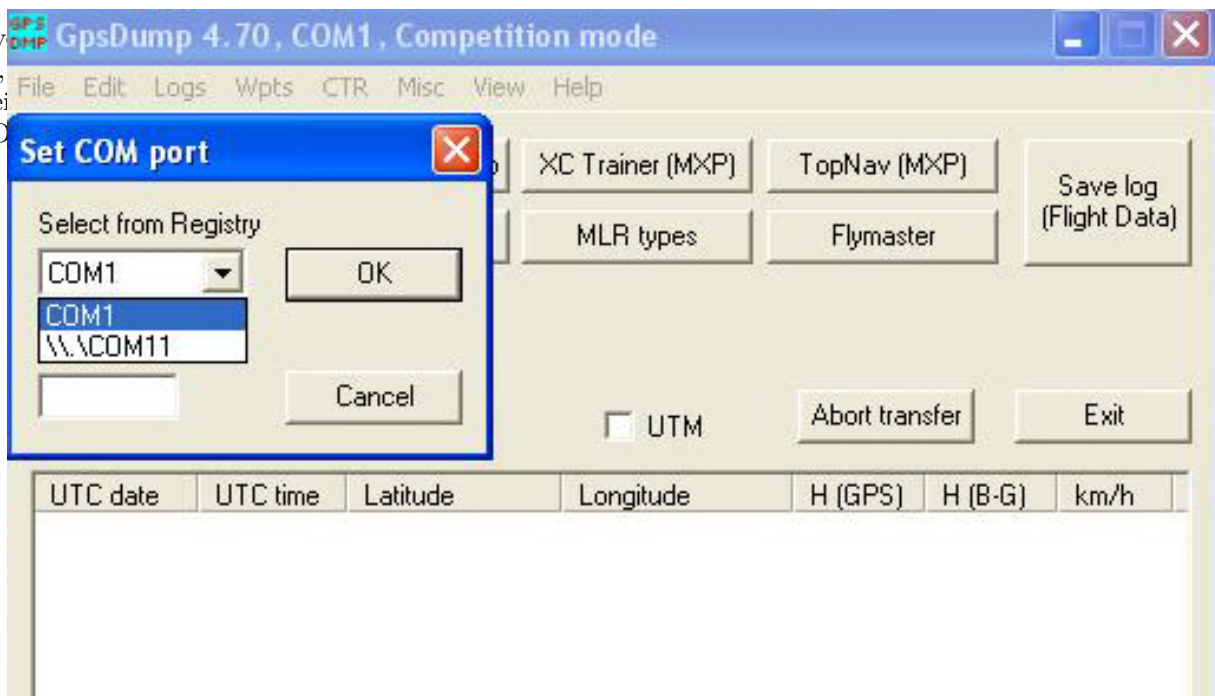 GPS DMP GpsDump 4.70, COM1, Competition mode
File Edit Logs Wpts CTR Misc View Help
Set COM port
XC Trainer (MXP) TopNav (MXP)
Save log
(Flight Data)
Select from Registry
MLR types Flymaster
COM1 OK
COM1
\\.\COM11
Cancel
UTM Abort transfer Exit
UTC date UTC time Latitude Longitude H (GPS) H (B-G) km/h